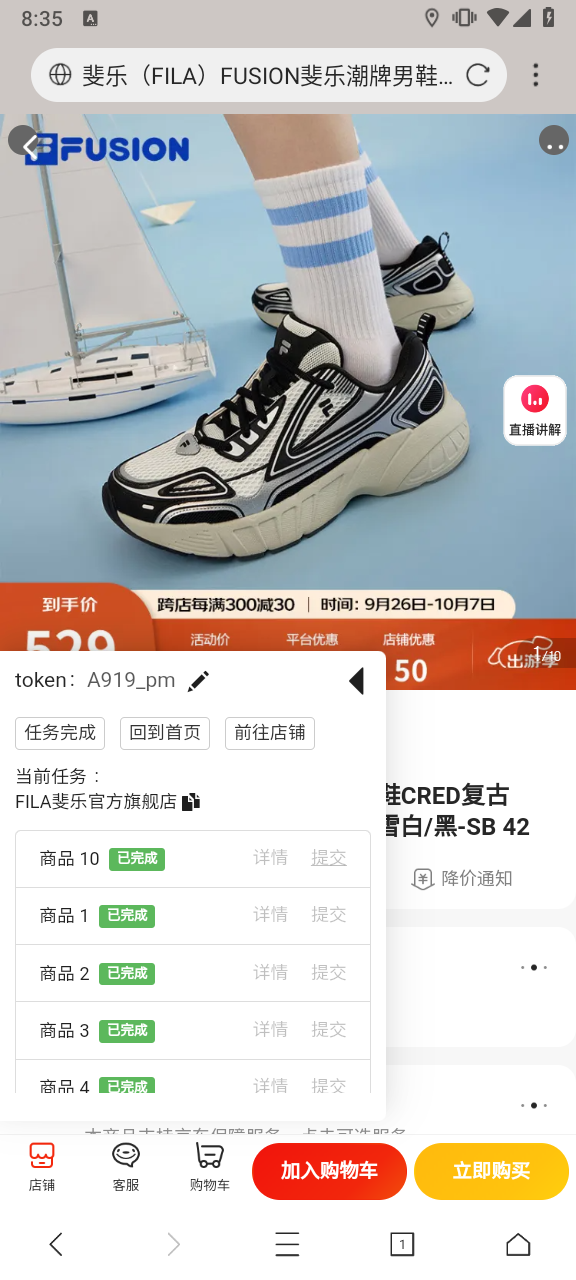 8:35
A
斐乐（FILA）FUSION斐乐潮牌男鞋...
FUSION
直播讲解
到手价
跨店每满300减30 | 时间：9月26日-10月7日
529
活动价
平台优惠
店铺优惠
50
出游季
1/10
token： A919_pm
任务完成
回到首页
前往店铺
当前任务：
FILA斐乐官方旗舰店
鞋CRED复古
雪白/黑-SB 42
降价通知
商品 10 已完成 详情 提交
商品 1 已完成 详情 提交
商品 2 已完成 详情 提交
商品 3 已完成 详情 提交
商品 4 已完成 详情 提交
店铺
客服
购物车
加入购物车
立即购买
1